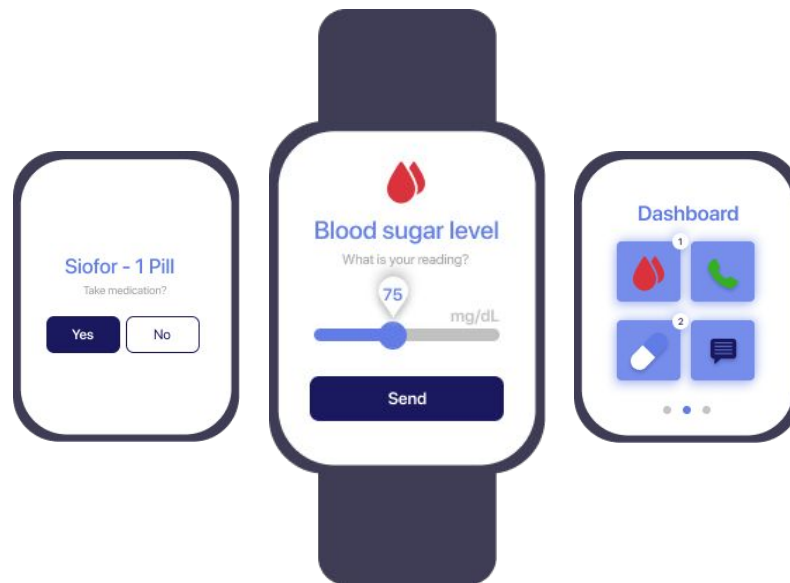 Siofor - 1 Pill
Take medication?
Yes
No
Blood sugar level
What is your reading?
75
mg/dL
Send
Dashboard
1
2